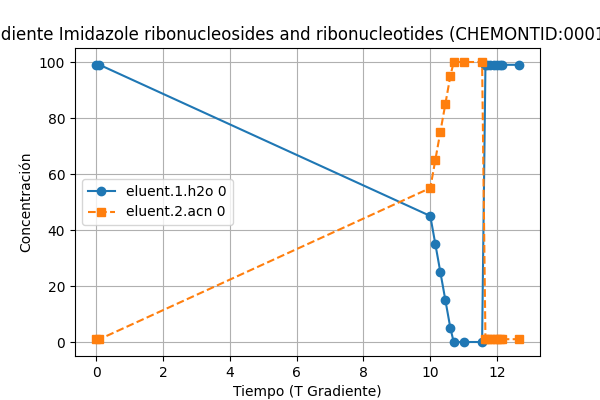 diente Imidazole ribonucleosides and ribonucleotides (CHEMONTID:0001
100
80
60
40
20
0
Concentración
eluent.1.h2o 0
eluent.2.acn 0
0 2 4 6 8 10 12
Tiempo (T Gradiente)